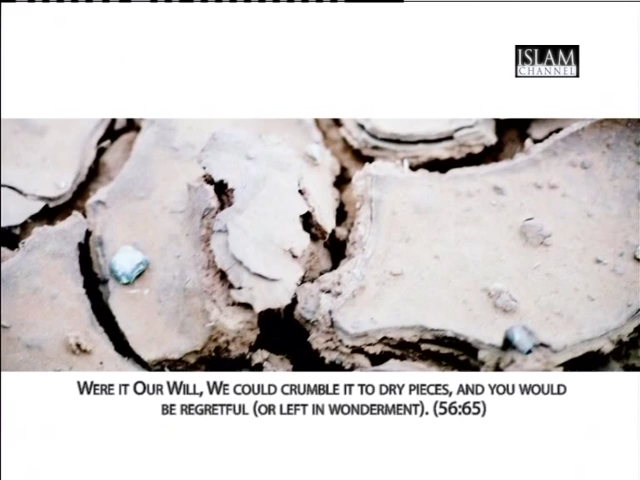 ISLAM
CHANNEL
WERE IT OUR WILL, WE COULD CRUMBLE IT TO DRY PIECES, AND YOU WOULD
BE REGRETFUL (OR LEFT IN WONDERMENT). (56:65)